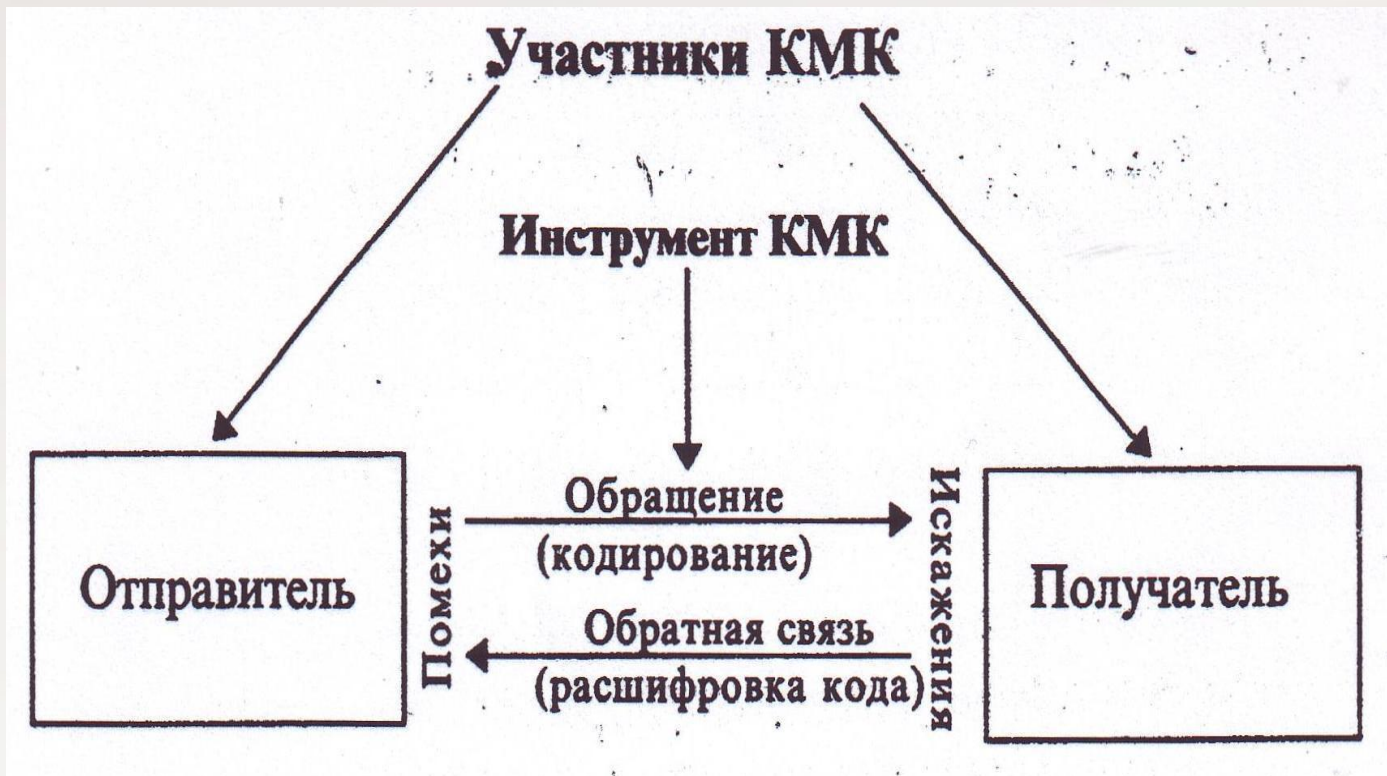 Участники КМК
Инструмент КМК
Отправитель
Помехи
Обращение
(кодирование)
Обратная связь
(расшифровка кода)
Искажения
Получатель